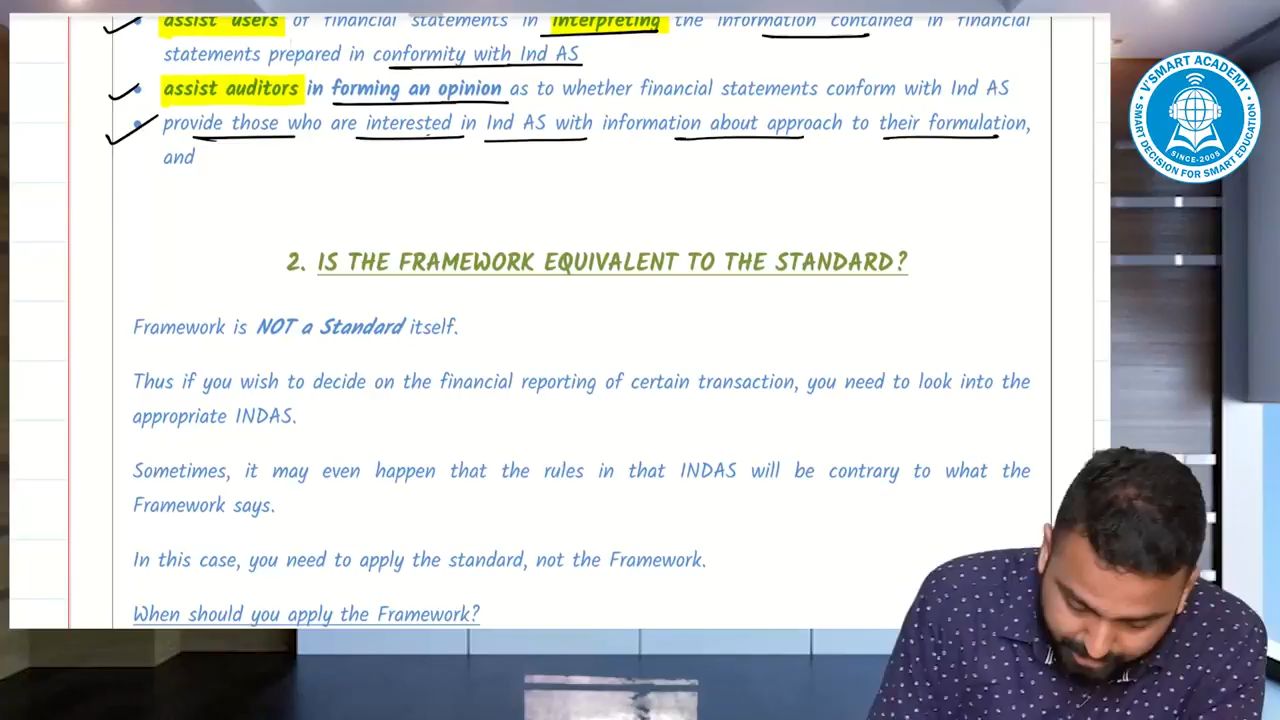 assist users of financial statements in interpreting the information contained in financial
statements prepared in conformity with Ind AS
assist auditors in forming an opinion as to whether financial statements conform with Ind AS
provide those who are interested in Ind AS with information about approach to their formulation,
and
2. IS THE FRAMEWORK EQUIVALENT TO THE STANDARD?
Framework is NOT a Standard itself.
Thus if you wish to decide on the financial reporting of certain transaction, you need to look into the
appropriate INDAS.
Sometimes, it may even happen that the rules in that INDAS will be contrary to what the
Framework says.
In this case, you need to apply the standard, not the Framework.
When should you apply the Framework?
V'SMART ACADEMY
SINCE-2008
SMART DECISION FOR SMART EDUCATION